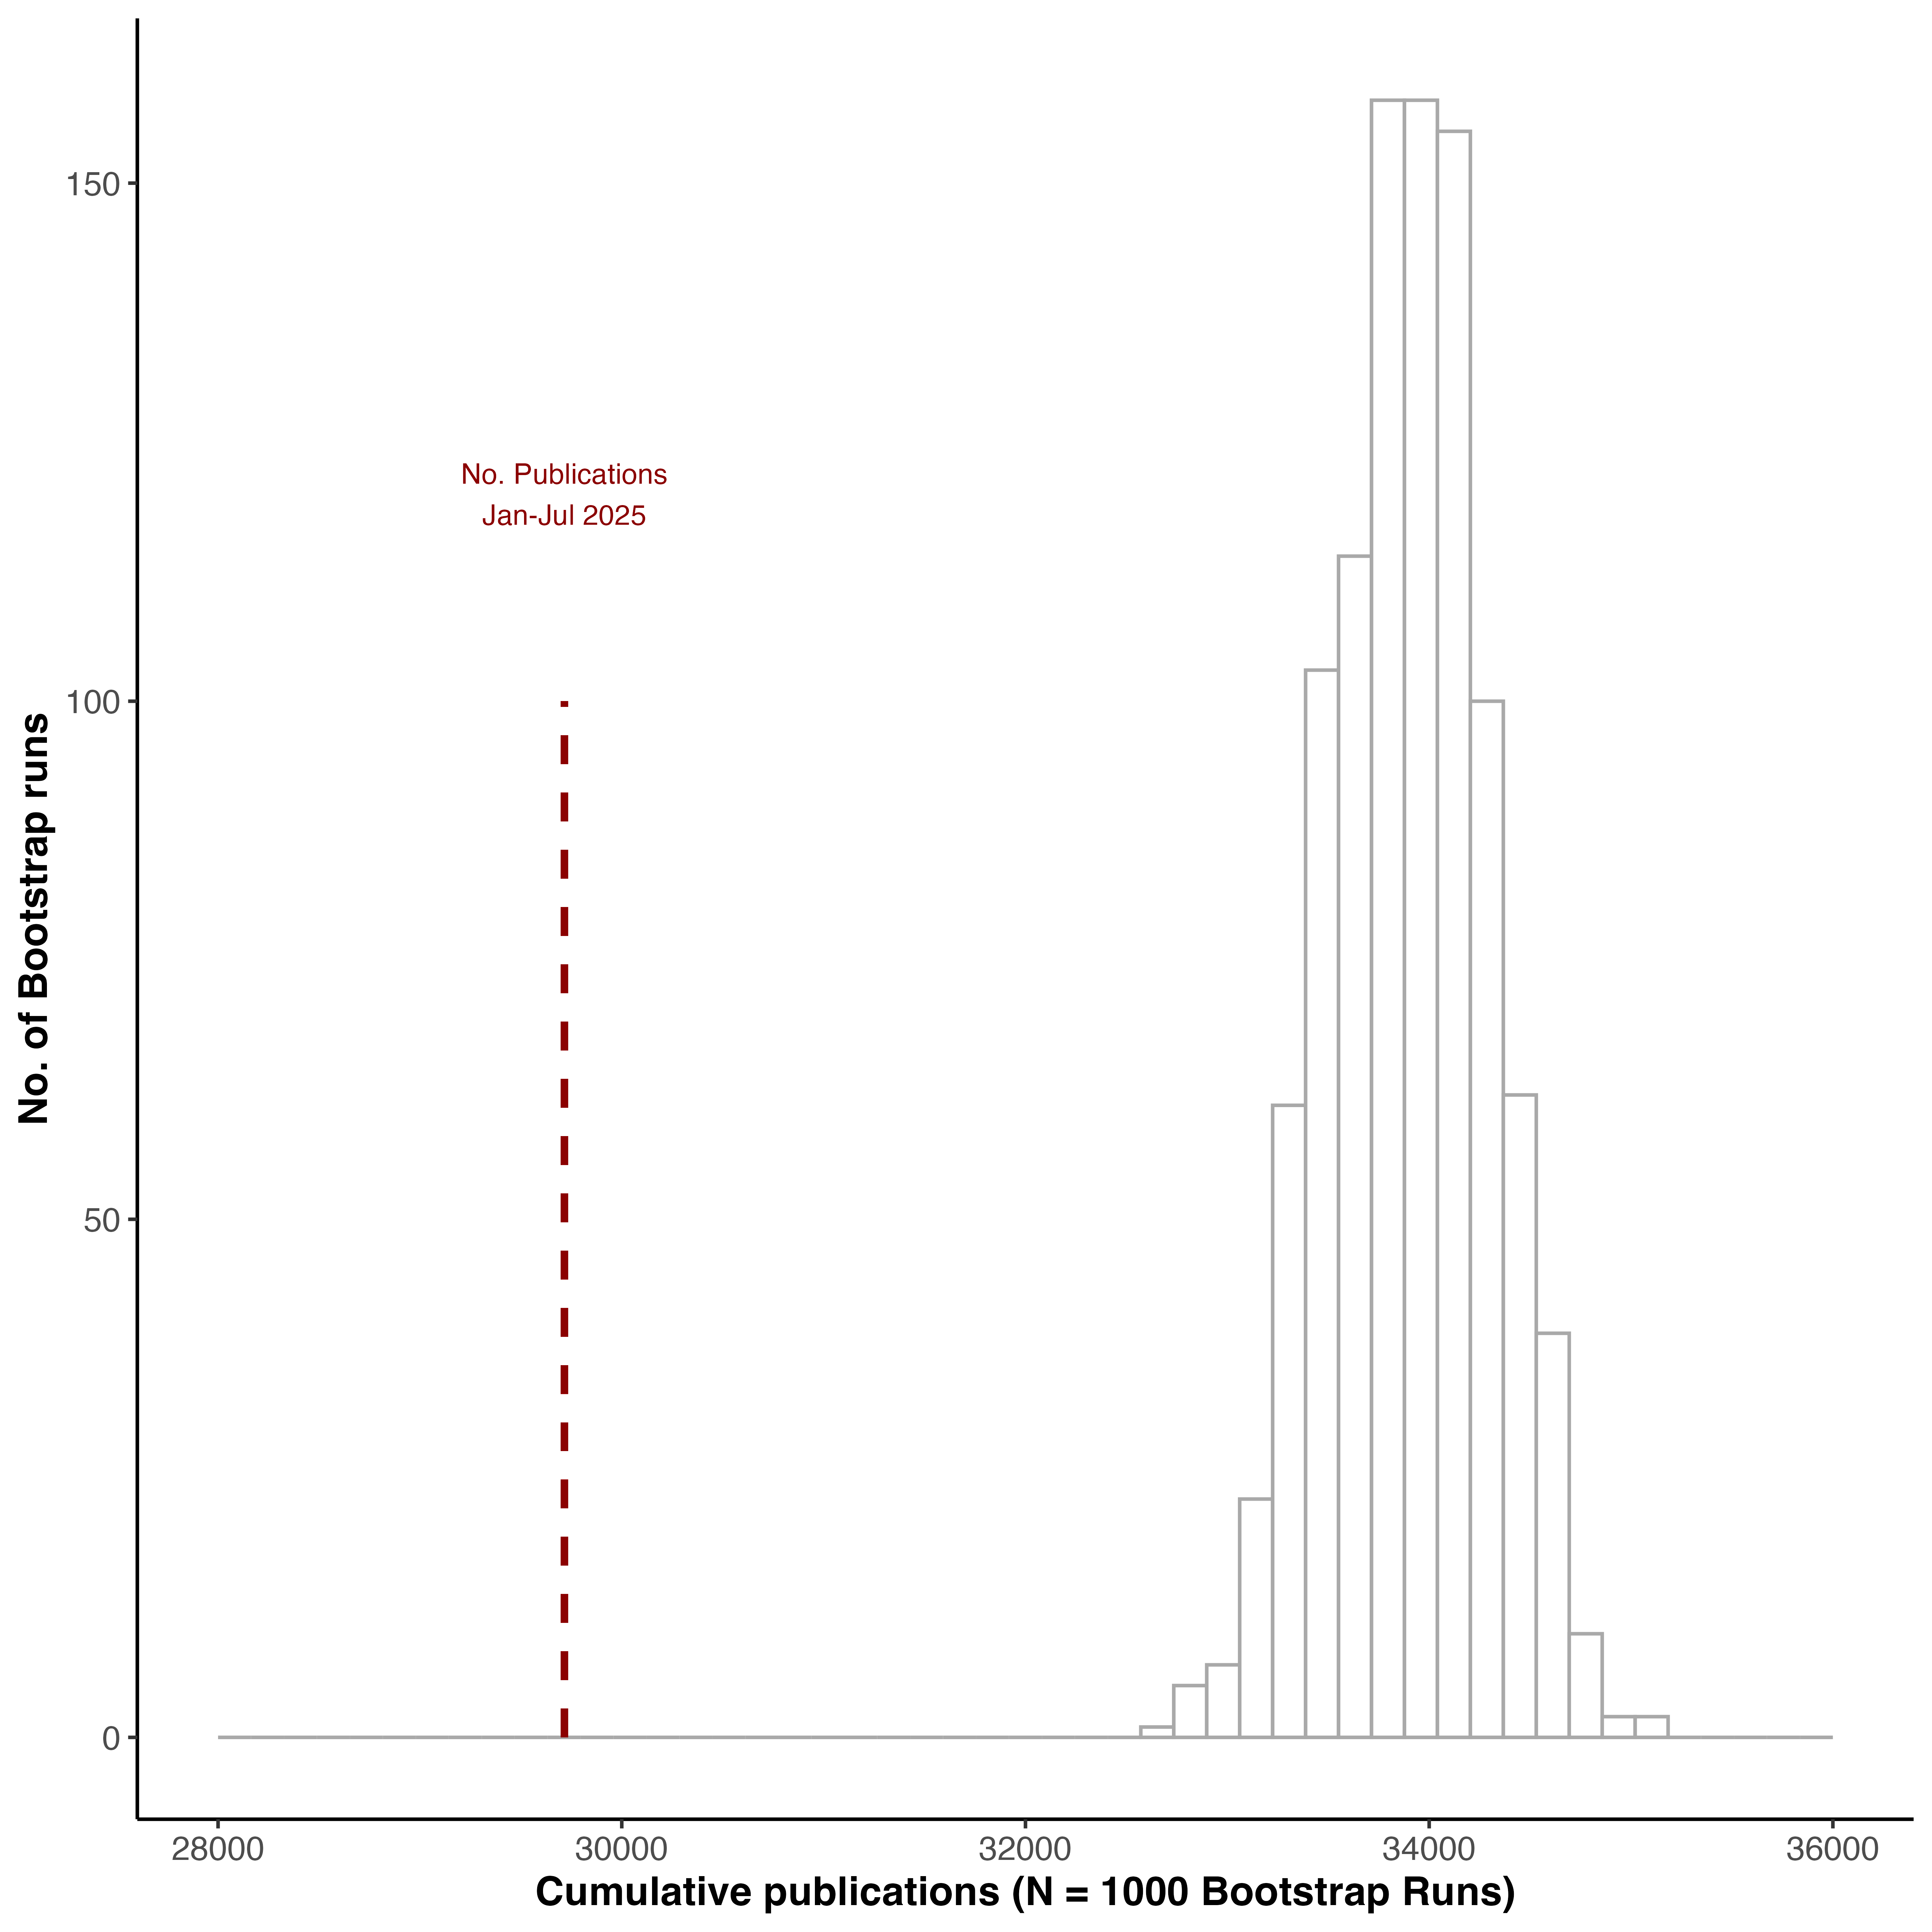 150
100
50
0
No. of Bootstrap runs
No. Publications
Jan-Jul 2025
28000
30000
32000
34000
36000
Cumulative publications (N = 1000 Bootstrap Runs)